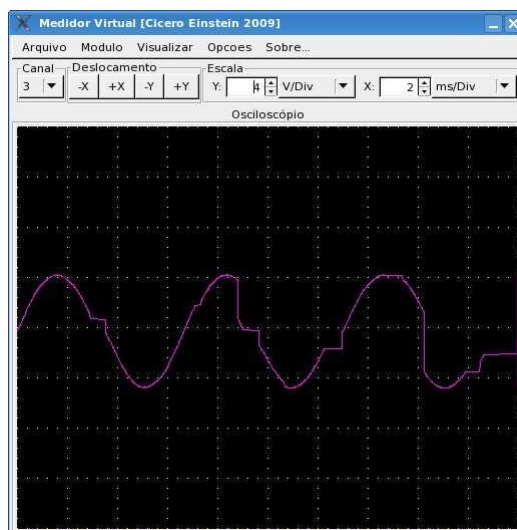 Medidor Virtual [Cicero Einstein 2009]
Arquivo Modulo Visualizar Opcoes Sobre...
Canal Deslocamento Escala
3 -X +X -Y +Y Y: 4 V/Div X: 2 ms/Div
Osciloscópio